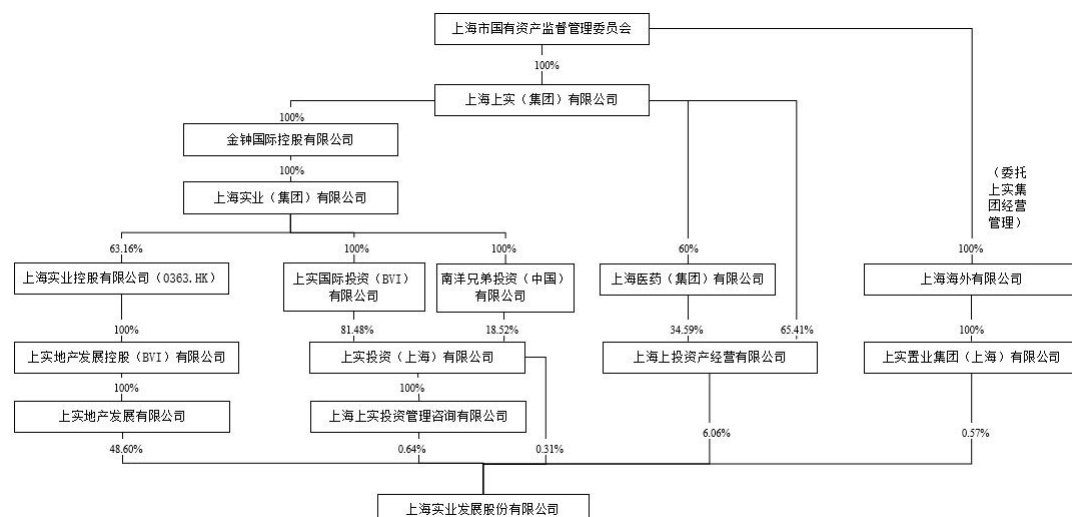 上海市国有资产监督管理委员会
100%
上海上实（集团）有限公司
100%
金钟国际控股有限公司
100%
上海实业（集团）有限公司
（委托
上实集
团经营
管理）
63.16%
100%
100%
60%
100%
上海实业控股有限公司（0363.HK）
上实国际投资（BVI）
有限公司
南洋兄弟投资（中国）
有限公司
上海医药（集团）有限公司
上海海外有限公司
100%
81.48%
18.52%
34.59%
65.41%
100%
上实地产发展控股（BVI）有限公司
上实投资（上海）有限公司
上海上投资产经营有限公司
上实置业集团（上海）有限公司
100%
100%
上实地产发展有限公司
上海上实投资管理咨询有限公司
48.60%
0.64%
0.31%
6.06%
0.57%
上海实业发展股份有限公司